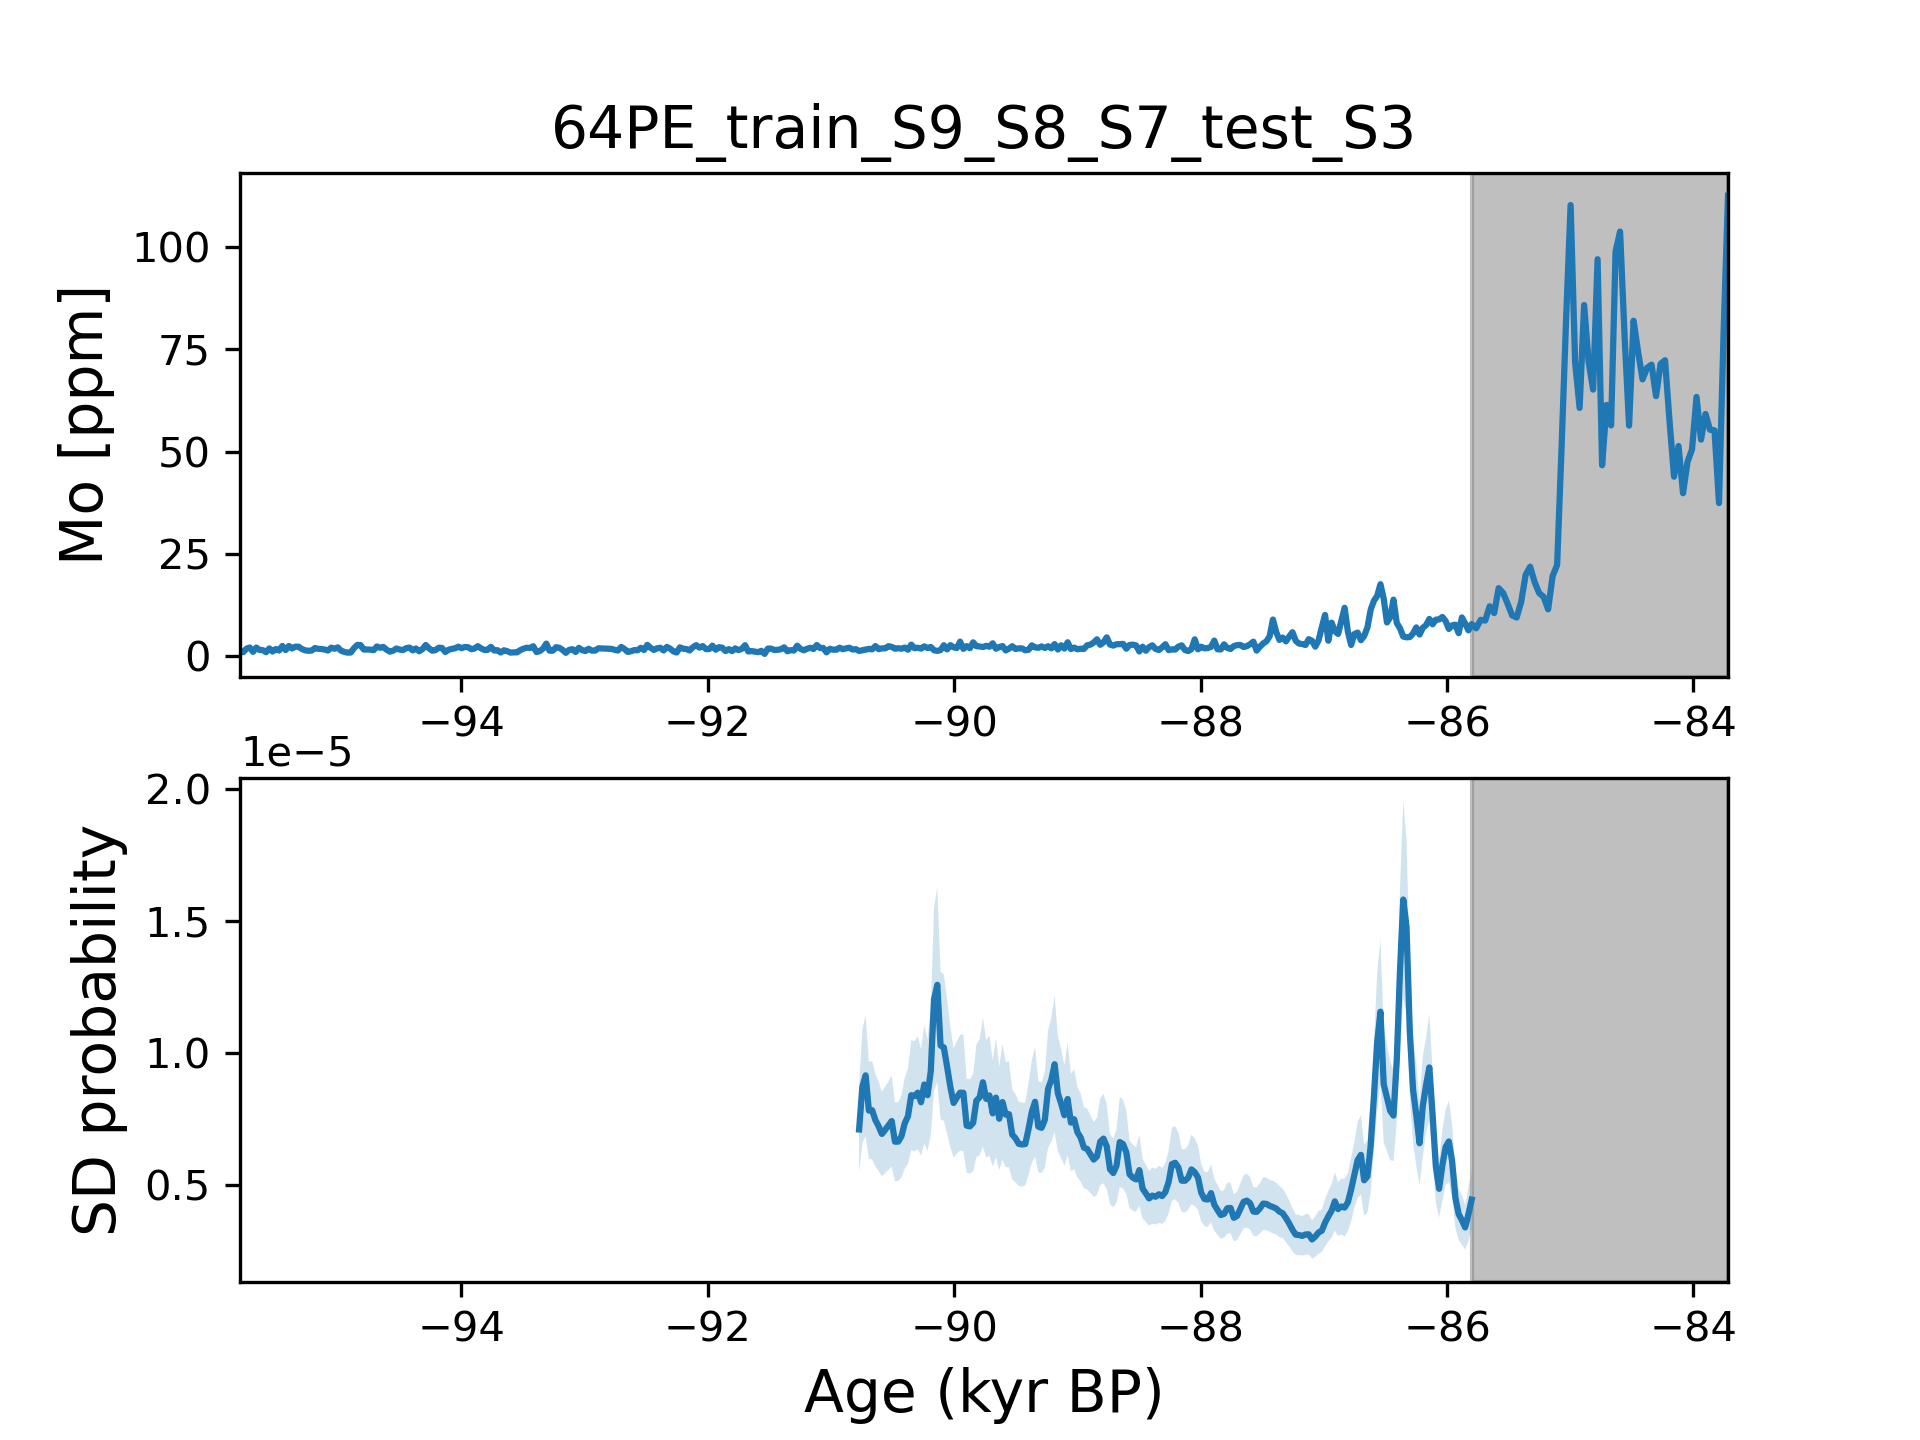 64PE_train_S9_S8_S7_test_S3
Mo [ppm]
100
75
50
25
0
−94 −92 −90 −88 −86 −84
1e−5
SD probability
2.0
1.5
1.0
0.5
−94 −92 −90 −88 −86 −84
Age (kyr BP)